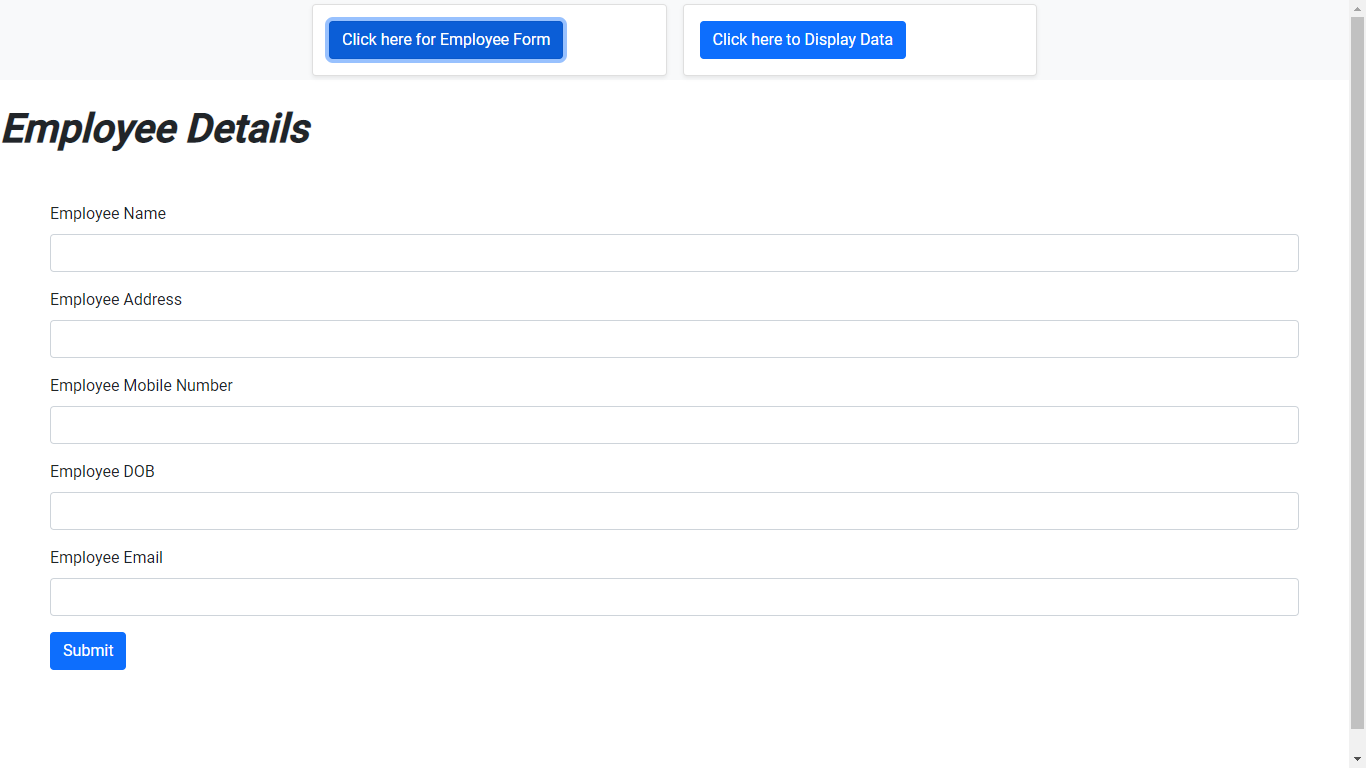 Click here for Employee Form
Click here to Display Data
Employee Details
Employee Name
Employee Address
Employee Mobile Number
Employee DOB
Employee Email
Submit